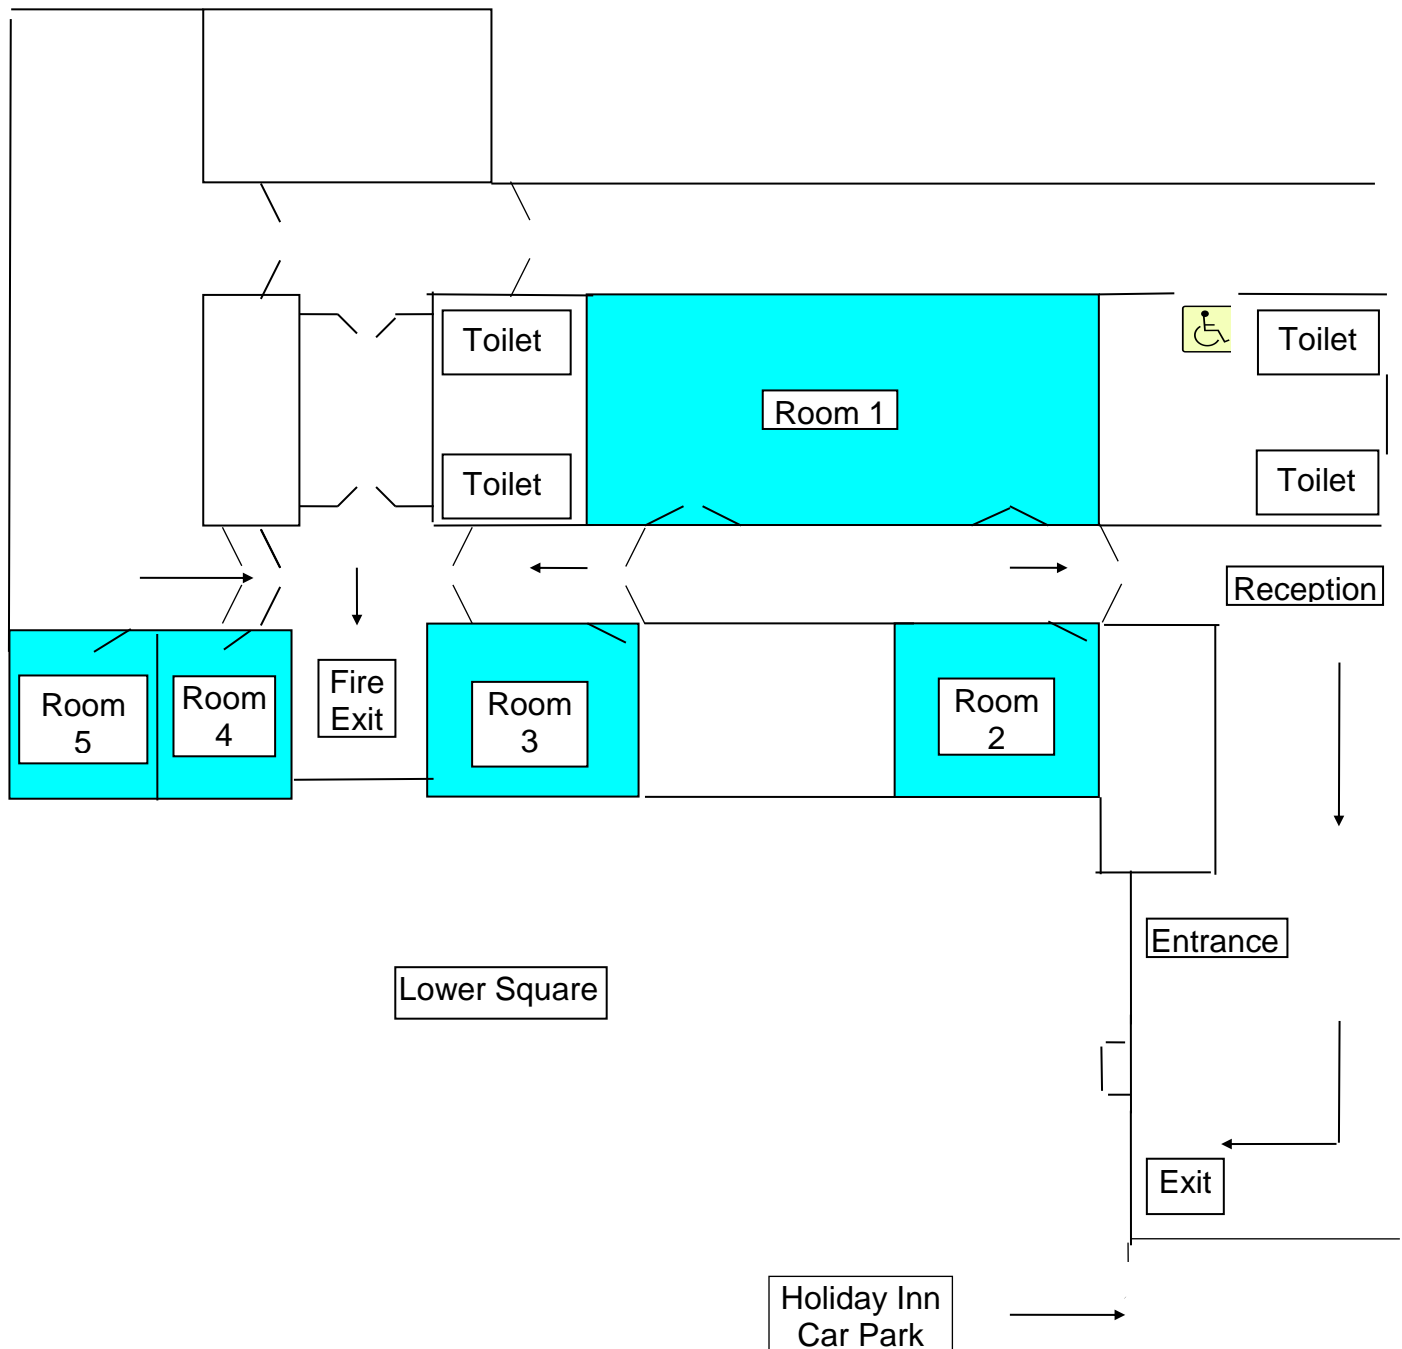 Toilet
Toilet
Room 1
Toilet
Toilet
Reception
Room
5
Room
4
Fire
Exit
Room
3
Room
2
Entrance
Lower Square
Exit
Holiday Inn
Car Park